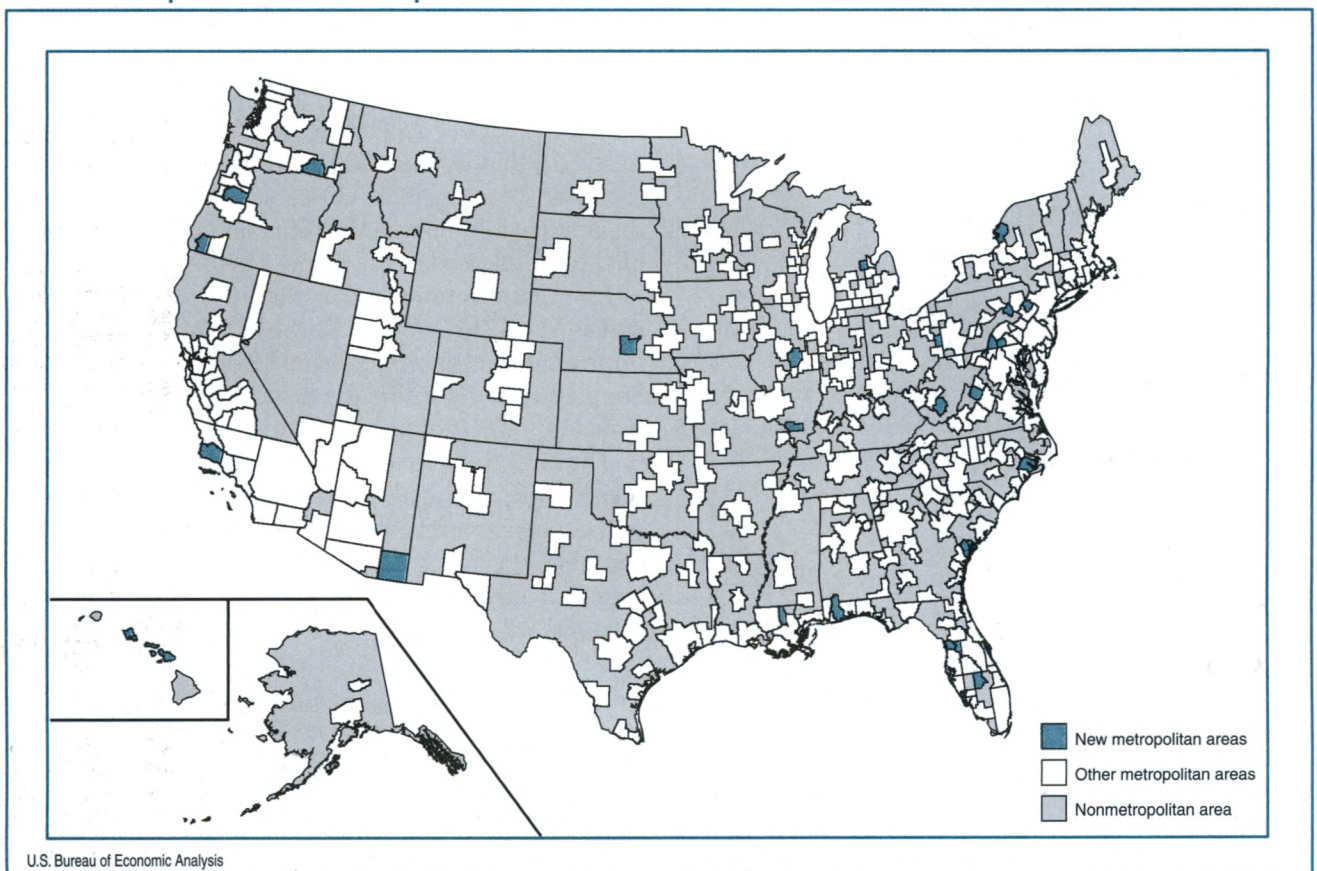 New metropolitan areas
Other metropolitan areas
Nonmetropolitan area
U.S. Bureau of Economic Analysis